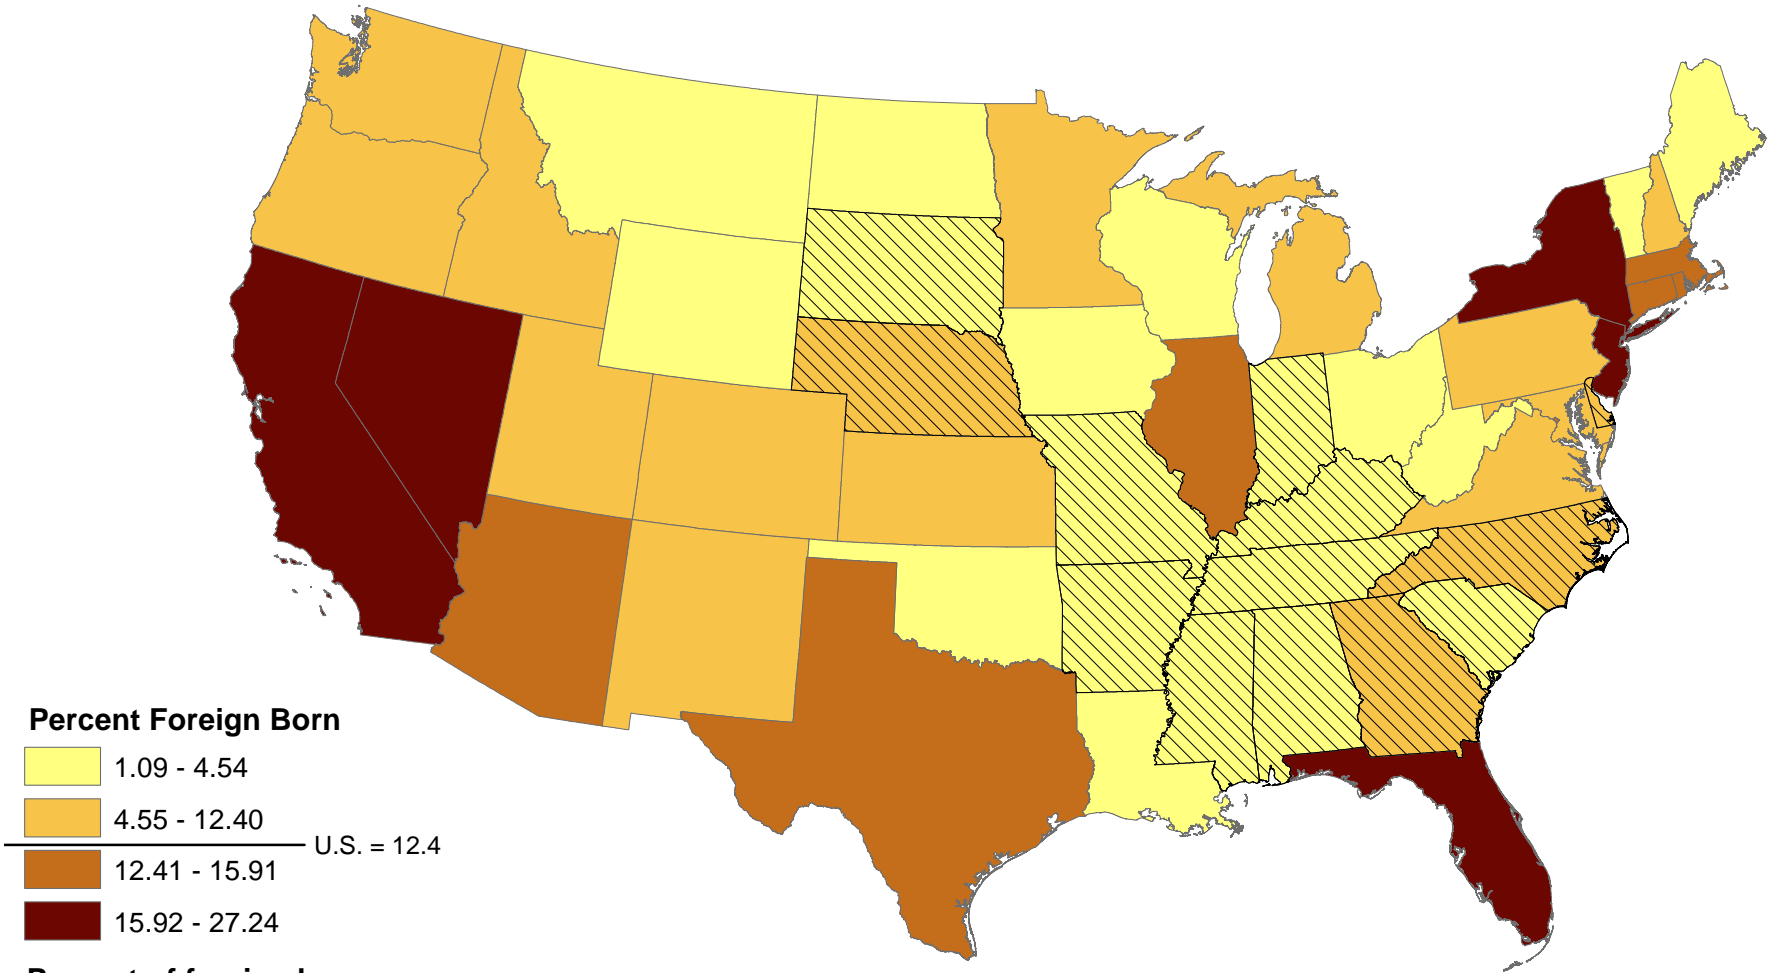 Percent Foreign Born
1.09 - 4.54
4.55 - 12.40
U.S. = 12.4
12.41 - 15.91
15.92 - 27.24